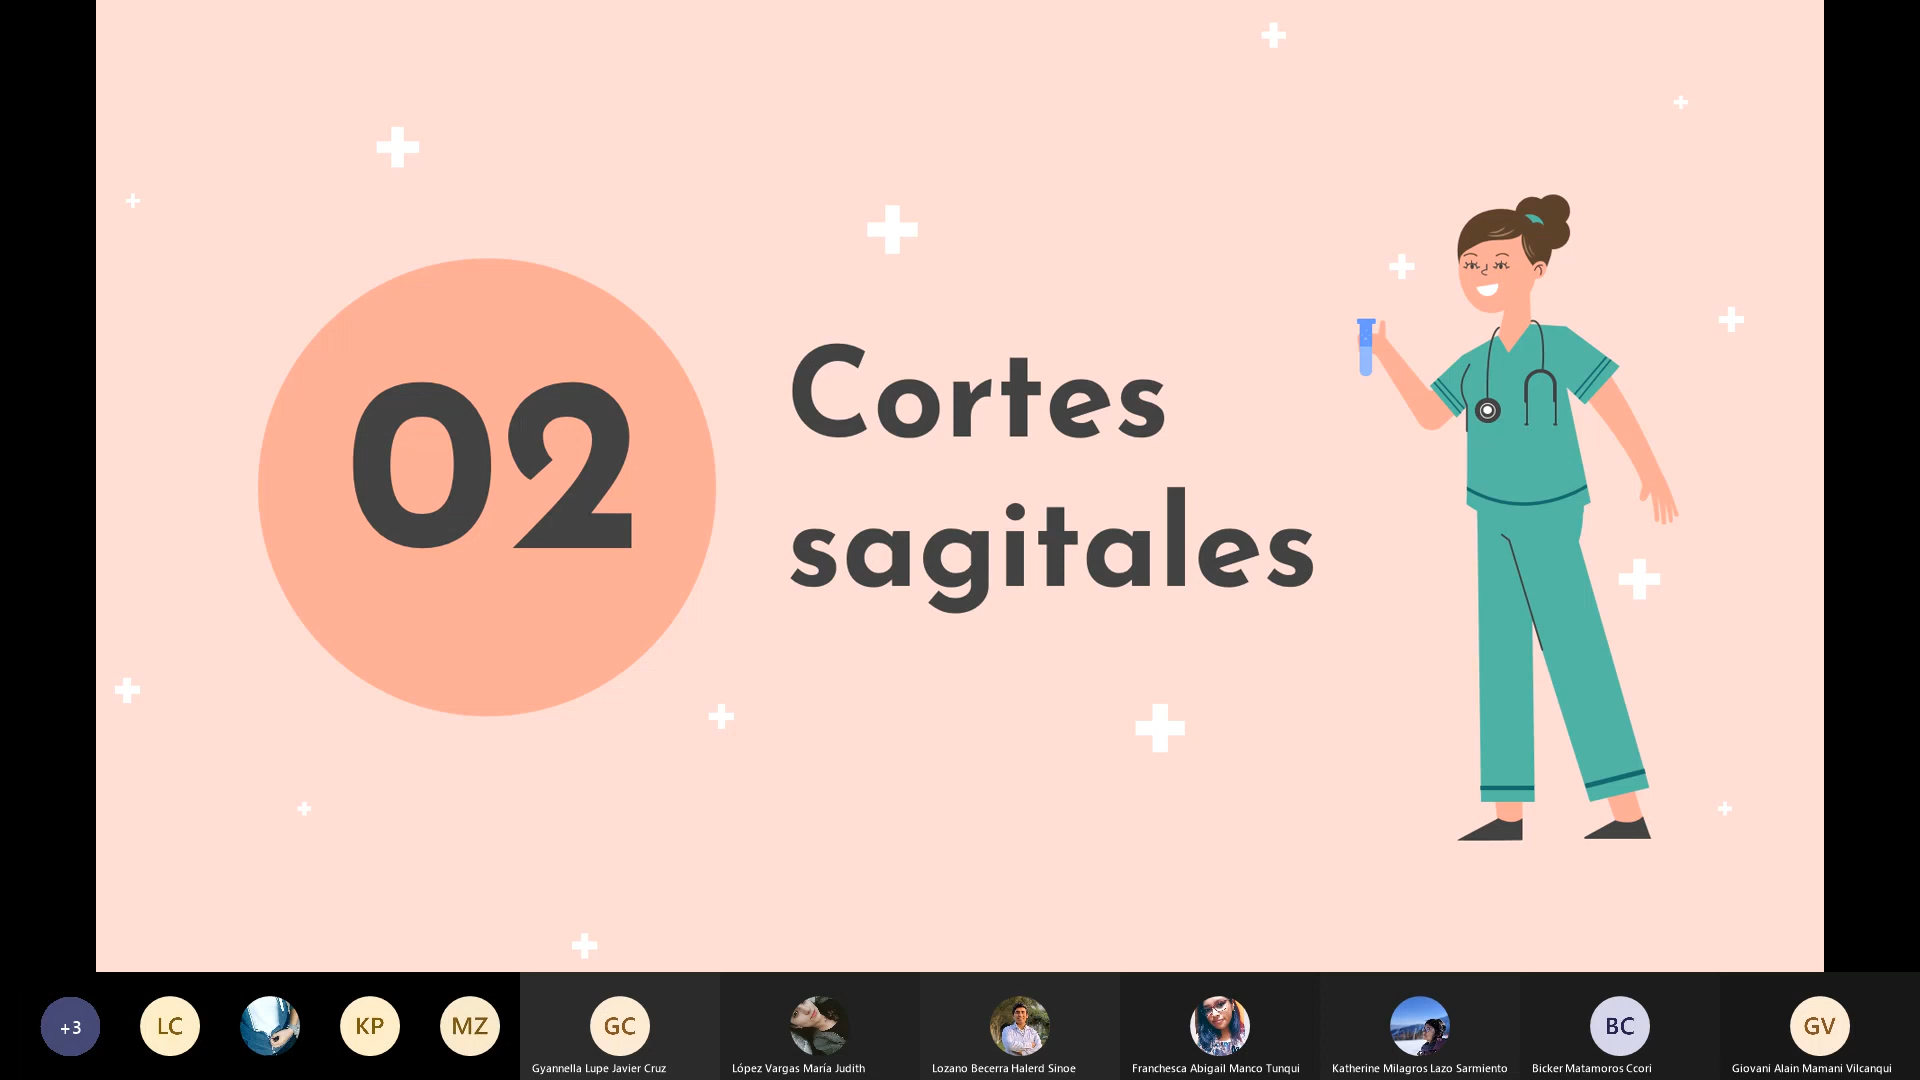 02
Cortes
sagitales
+3
LC
KP
MZ
GC
BC
GV
Gyannella Lupe Javier Cruz
López Vargas María Judith
Lozano Becerra Halerd Sinoe
Franchesca Abigail Manco Tunqui
Katherine Milagros Lazo Sarmiento
Bicker Matamoros Ccori
Giovani Alain Mamani Vilcanqui